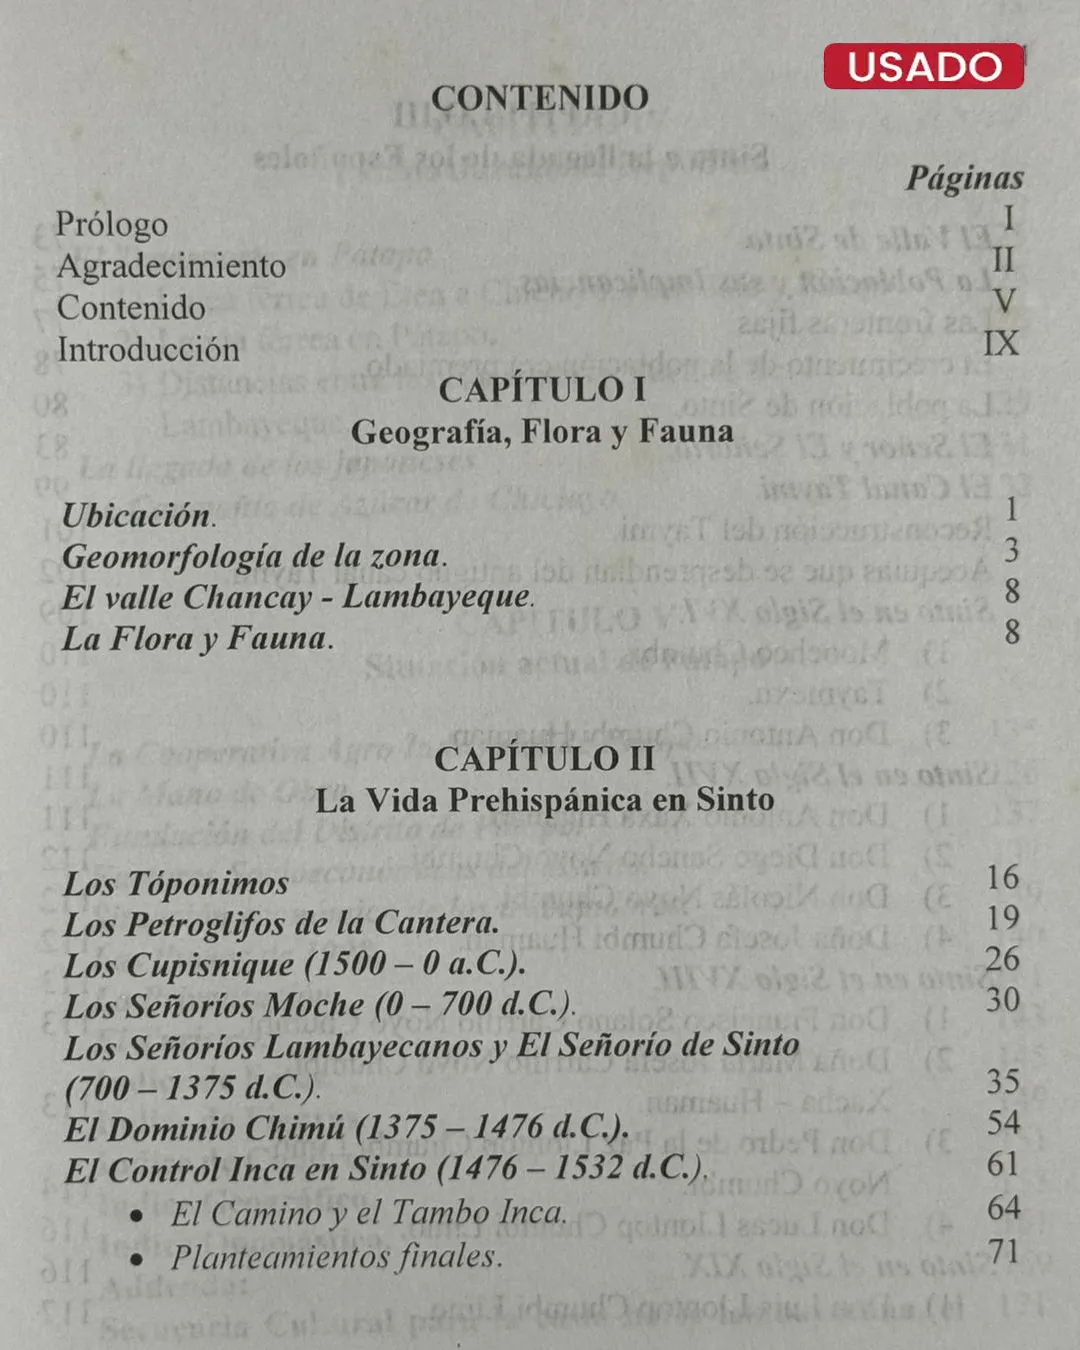 USADO
CONTENIDO
Páginas
Prólogo I
Agradecimiento II
Contenido V
Introducción IX
CAPÍTULO I
Geografía, Flora y Fauna
Ubicación. 1
Geomorfología de la zona. 3
El valle Chancay - Lambayeque. 8
La Flora y Fauna. 8
CAPÍTULO II
La Vida Prehispánica en Sinto
Los Tóponimos 16
Los Petroglifos de la Cantera. 19
Los Cupisnique (1500 – 0 a.C.). 26
Los Señoríos Moche (0 – 700 d.C.). 30
Los Señoríos Lambayecanos y El Señorío de Sinto
(700 – 1375 d.C.). 35
El Dominio Chimú (1375 – 1476 d.C.). 54
El Control Inca en Sinto (1476 – 1532 d.C.). 61
• El Camino y el Tambo Inca. 64
• Planteamientos finales. 71